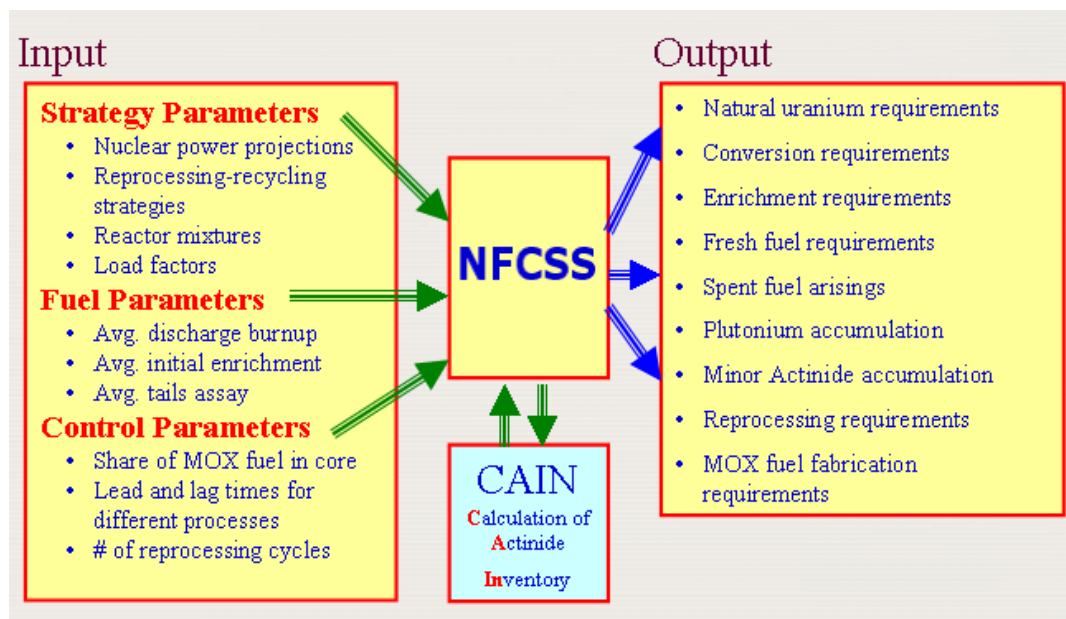 Input
Strategy Parameters
• Nuclear power projections
• Reprocessing-recycling
strategies
• Reactor mixtures
• Load factors
Fuel Parameters
• Avg. discharge burnup
• Avg. initial enrichment
• Avg. tails assay
Control Parameters
• Share of MOX fuel in core
• Lead and lag times for
different processes
• # of reprocessing cycles
NFCSS
CAIN
Calculation of
Actinide
Inventory
Output
• Natural uranium requirements
• Conversion requirements
• Enrichment requirements
• Fresh fuel requirements
• Spent fuel arisings
• Plutonium accumulation
• Minor Actinide accumulation
• Reprocessing requirements
• MOX fuel fabrication
requirements